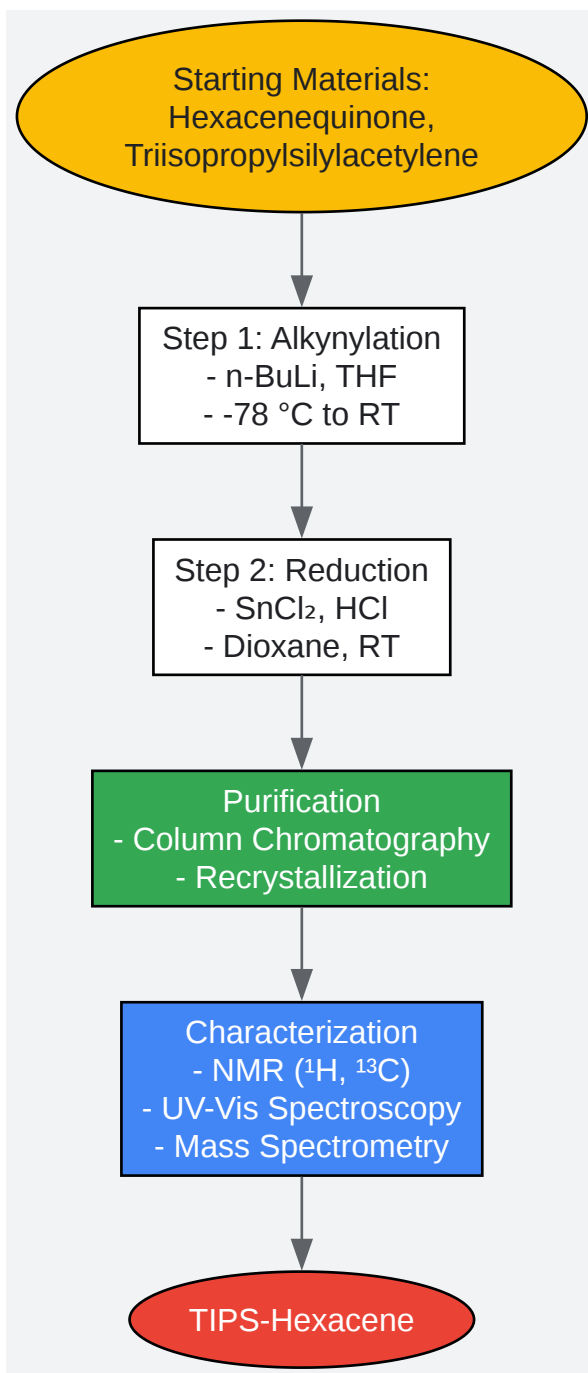 Starting Materials:
Hexacenequinone,
Triisopropylsilylacetylene
Step 1: Alkynylation
- n-BuLi, THF
- -78 °C to RT
Step 2: Reduction
- SnCl₂, HCl
- Dioxane, RT
Purification
- Column Chromatography
- Recrystallization
Characterization
- NMR (¹H, ¹³C)
- UV-Vis Spectroscopy
- Mass Spectrometry
TIPS-Hexacene